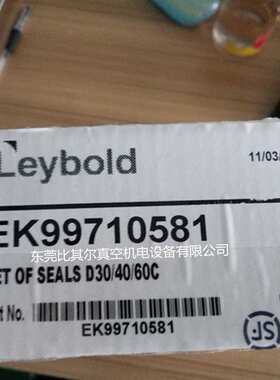 Leybold
11/03/
EK99710581
东莞比其尔真空机电设备有限公司
ET OF SEALS D30/40/60C
t No.
EK99710581
SF